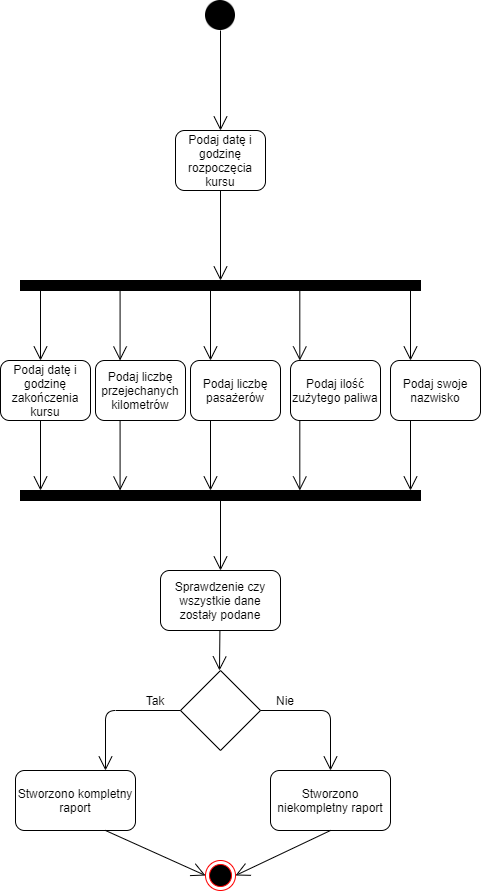 Podaj datę i
godzinę
rozpoczęcia
kursu
Podaj datę i
godzinę
zakończenia
kursu
Podaj liczbę
przejechanych
kilometrów
Podaj liczbę
pasażerów
Podaj ilość
zużytego paliwa
Podaj swoje
nazwisko
Sprawdzenie czy
wszystkie dane
zostały podane
Tak
Nie
Stworzono kompletny
raport
Stworzono
niekompletny raport